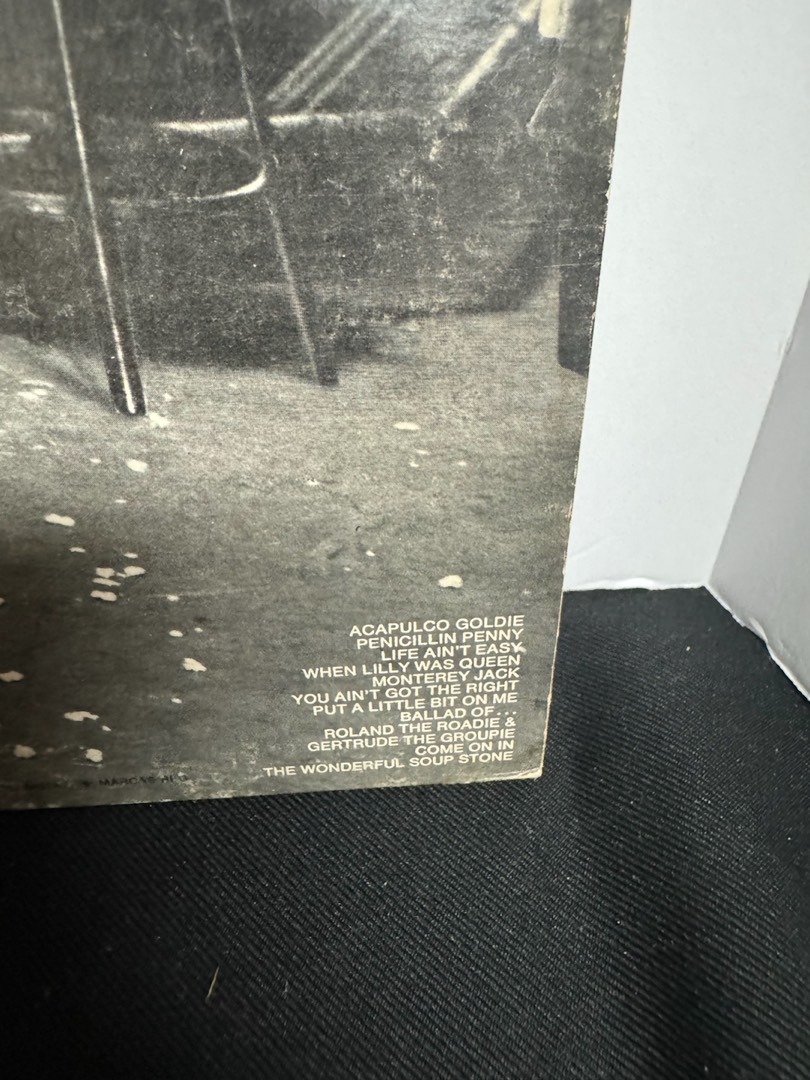 ACAPULCO GOLDIE
PENICILLIN PENNY
LIFE AIN'T EASY
WHEN LILLY WAS QUEEN
MONTEREY JACK
YOU AIN'T GOT THE RIGHT
PUT A LITTLE BIT ON ME
BALLAD OF...
ROLAND THE ROADIE &
GERTRUDE THE GROUPIE
COME ON IN
THE WONDERFUL SOUP STONE